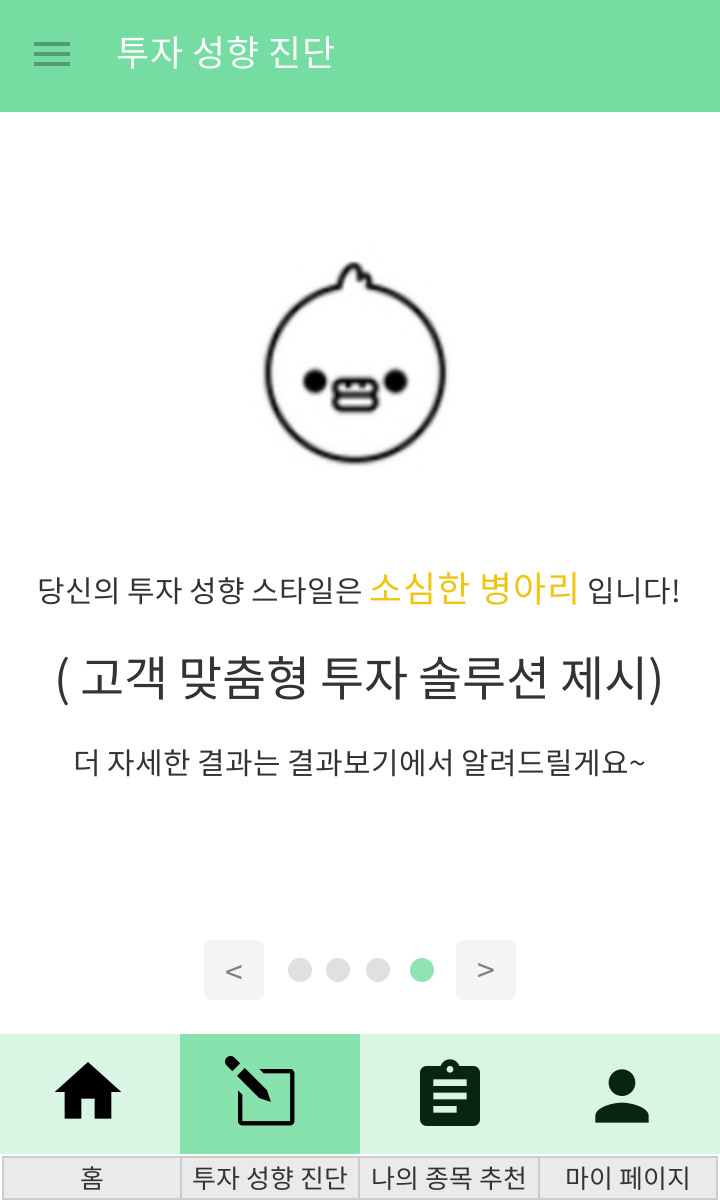 투자 성향 진단
당신의 투자 성향 스타일은 소심한 병아리 입니다!
( 고객 맞춤형 투자 솔루션 제시)
더 자세한 결과는 결과보기에서 알려드릴게요~
< >
홈 투자 성향 진단 나의 종목 추천 마이 페이지